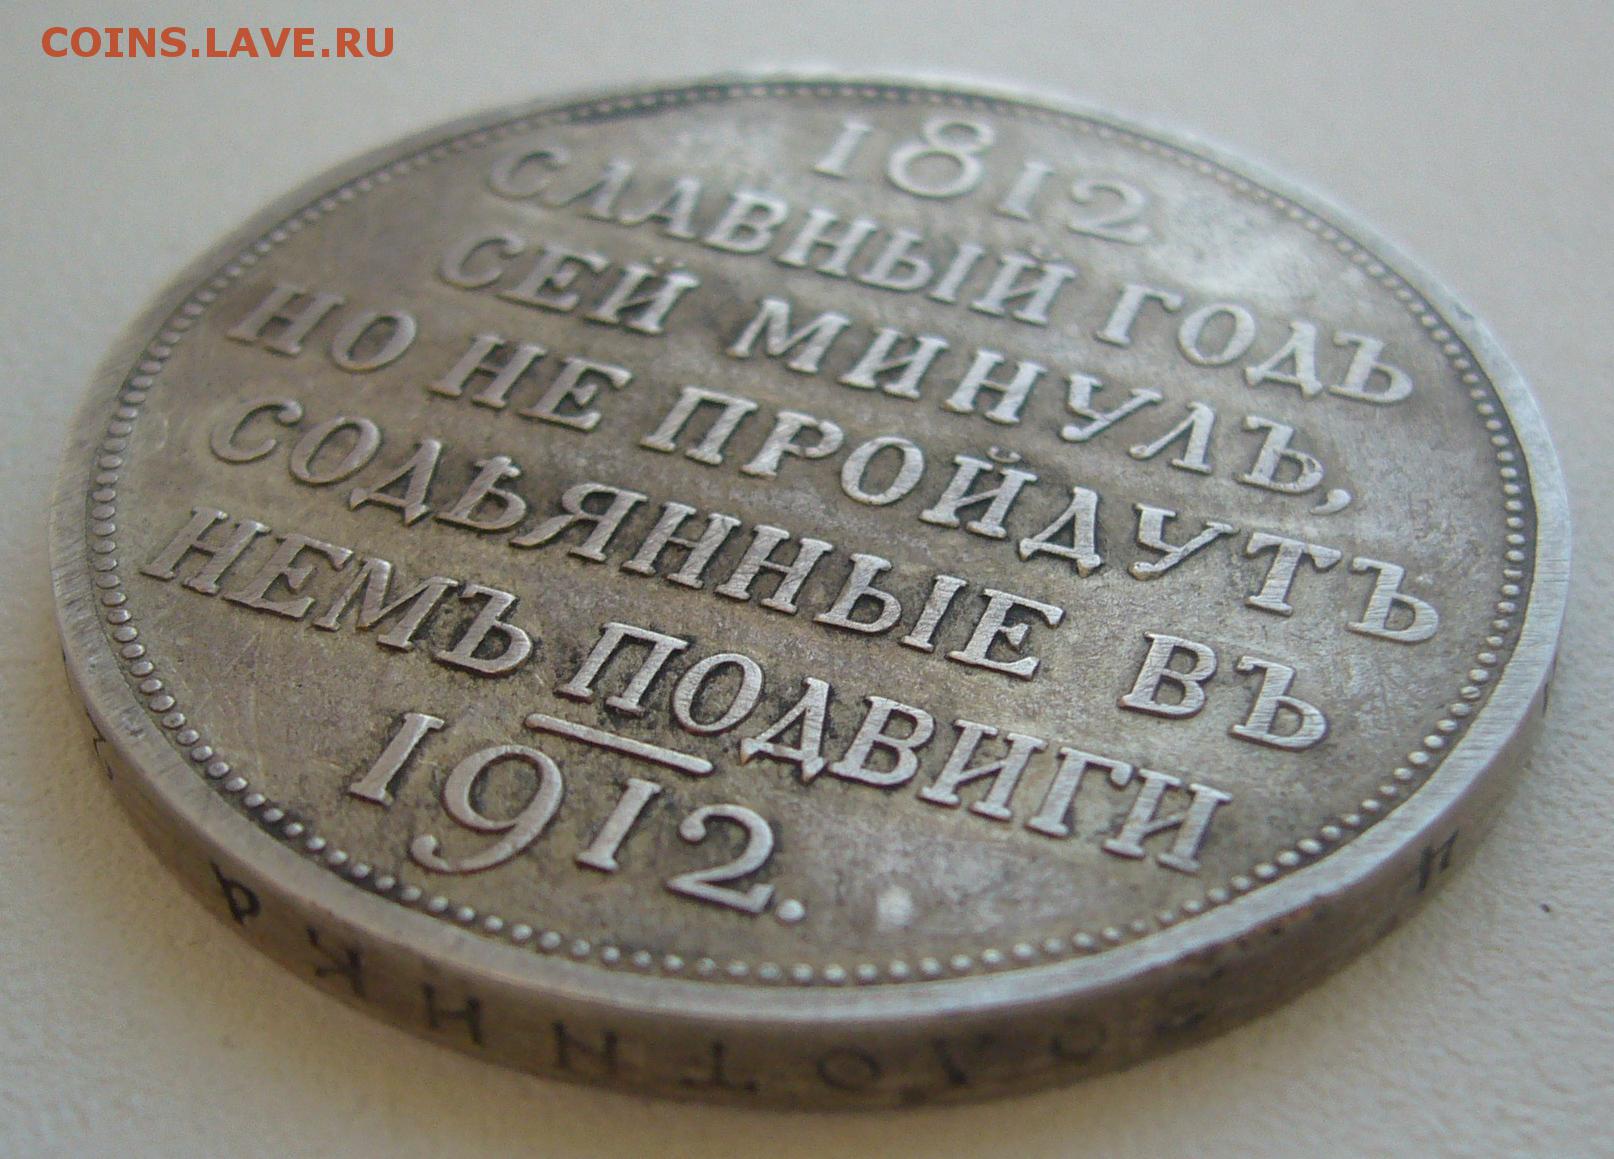 COINS.LAVE.RU
1812
СЛАВНЫЙ ГОДЪ
СЕЙ МИНУЛЪ,
НО НЕ ПРОЙДУТЪ
СОДѢЯННЫЕ ВЪ
НЕМЪ ПОДВИГИ
1912.